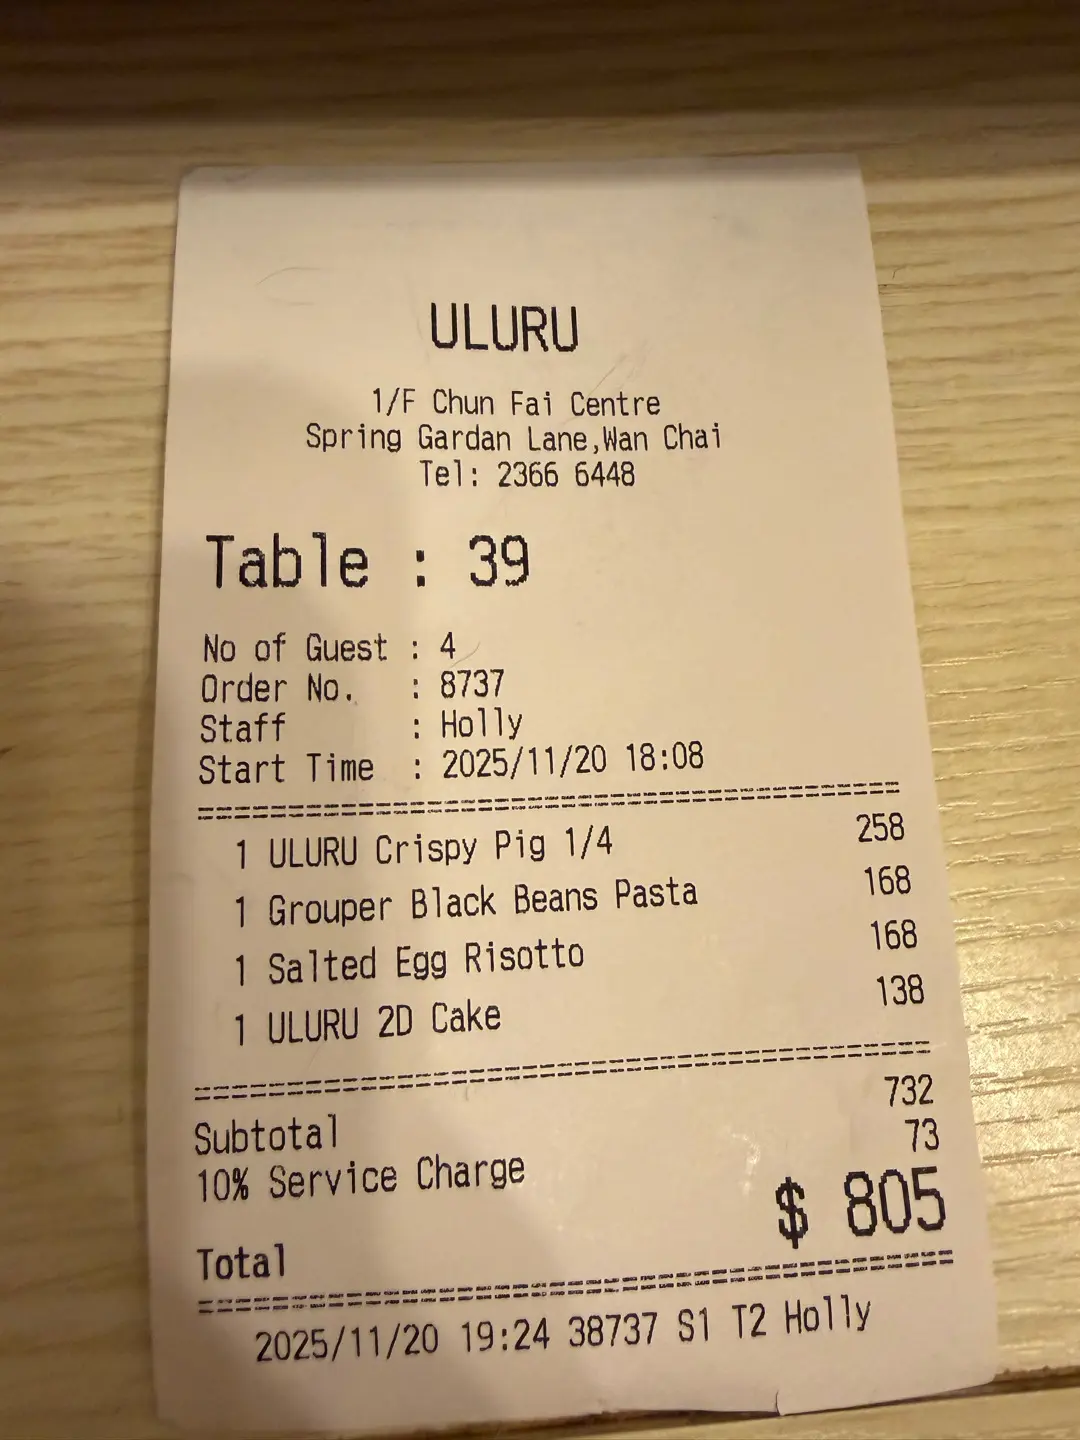 ULURU
1/F Chun Fai Centre
Spring Gardan Lane,Wan Chai
Tel: 2366 6448
Table : 39
No of Guest : 4
Order No. : 8737
Staff : Holly
Start Time : 2025/11/20 18:08
1 ULURU Crispy Pig 1/4 258
1 Grouper Black Beans Pasta 168
1 Salted Egg Risotto 168
1 ULURU 2D Cake 138
Subtotal 732
10% Service Charge 73
Total $ 805
2025/11/20 19:24 38737 S1 T2 Holly